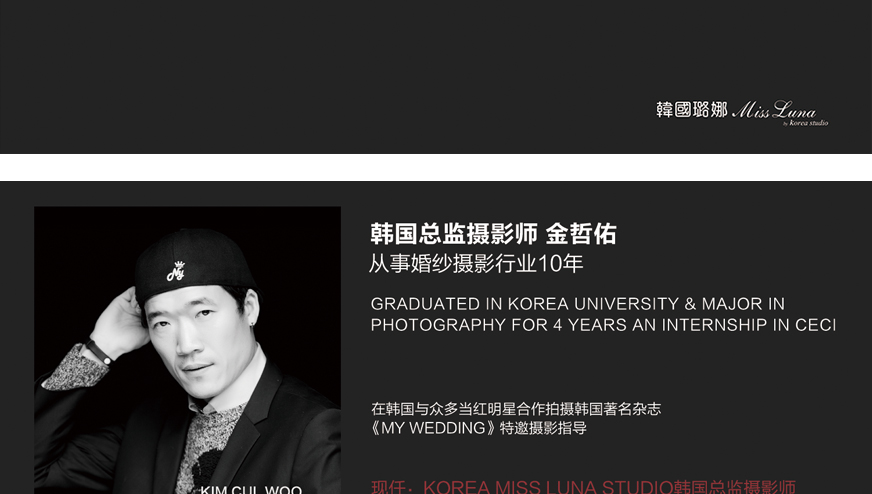 韓國璐娜 Miss Luna
by Korea studio
韩国总监摄影师 金哲佑
从事婚纱摄影行业10年
GRADUATED IN KOREA UNIVERSITY & MAJOR IN
PHOTOGRAPHY FOR 4 YEARS AN INTERNSHIP IN CECI
Ny
在韩国与众多当红明星合作拍摄韩国著名杂志
《MY WEDDING》特邀摄影指导
KIM CUL WOO
现任：KOREA MISS LUNA STUDIO韩国总监摄影师